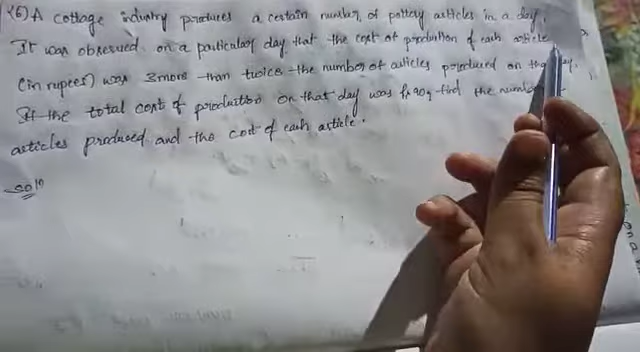 (6) A cottage industry produces a certain number of pottery articles in a day.
It was observed on a particular day that the cost of production of each article
(in rupees) was 3 more than twice the number of articles produced on the day.
If the total cost of production on that day was ₹ 90, find the number of
articles produced and the cost of each article.
Soln